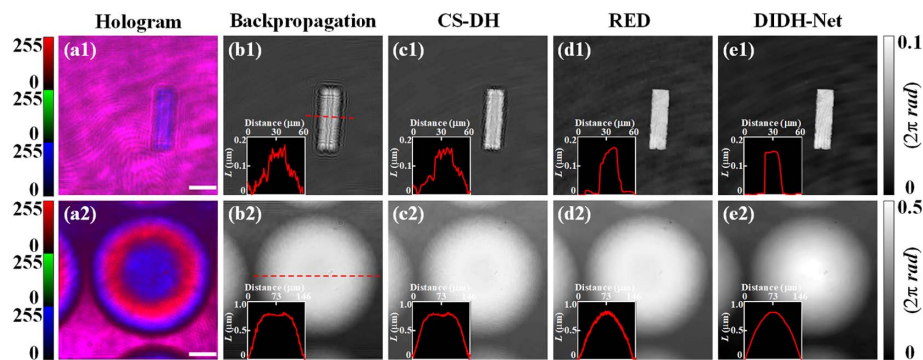 Hologram Backpropagation CS-DH RED DIDH-Net
255 (a1) (b1) (c1) (d1) (e1) 0.1
0
255
0
255
0
Distance (μm) Distance (μm) Distance (μm) Distance (μm)
0 30 60 0 30 60 0 30 60 0 30 60
0.2 0.2 0.2 0.2
L (μm) L (μm) L (μm) L (μm)
0.1 0.1 0.1 0.1
0 0 0 0
(2π rad)
0
255 (a2) (b2) (c2) (d2) (e2) 0.5
0
255
0
255
0
Distance (μm) Distance (μm) Distance (μm) Distance (μm)
0 73 146 0 73 146 0 73 146 0 73 146
1.0 1.0 1.0 1.0
L (μm) L (μm) L (μm) L (μm)
0.5 0.5 0.5 0.5
0 0 0 0
(2π rad)
0